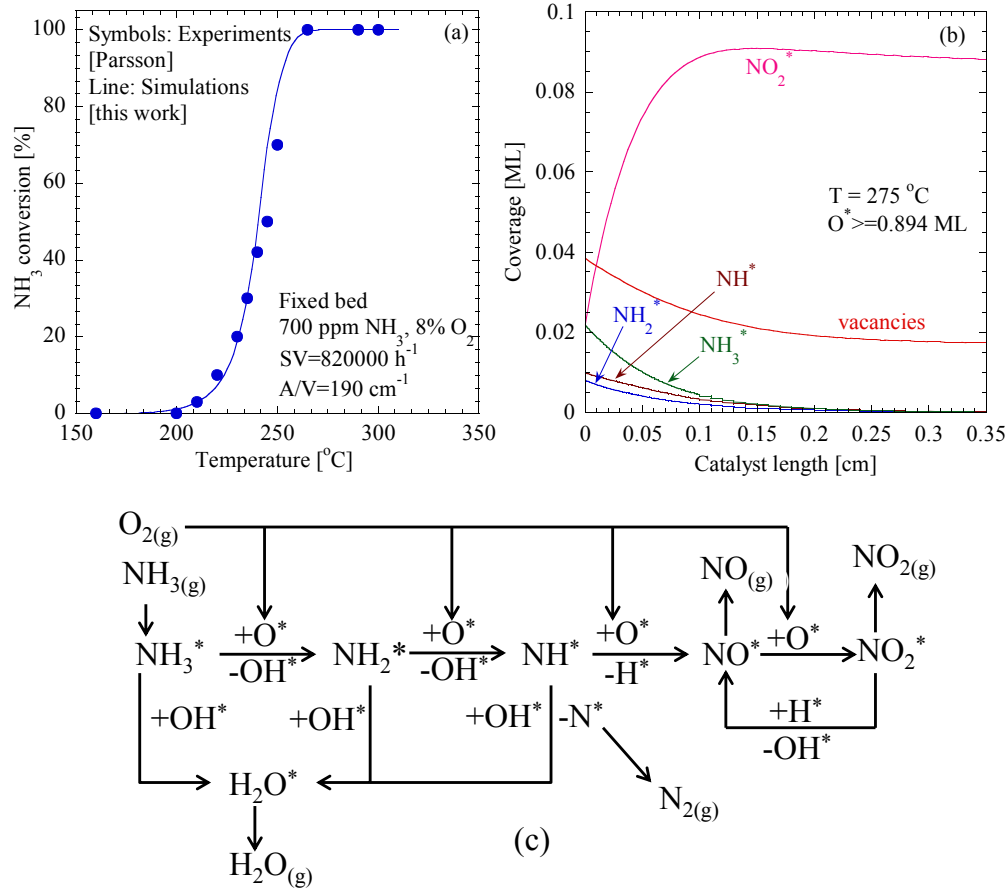 (a)
Symbols: Experiments
[Parsson]
Line: Simulations
[this work]
Fixed bed
700 ppm NH₃, 8% O₂
SV=820000 h⁻¹
A/V=190 cm⁻¹
NH₃ conversion [%]
100
80
60
40
20
0
150 200 250 300 350
Temperature [°C]
(b)
NO₂*
T = 275 °C
O*>=0.894 ML
NH*
NH₂*
NH₃*
vacancies
Coverage [ML]
0.1
0.08
0.06
0.04
0.02
0
0 0.05 0.1 0.15 0.2 0.25 0.3 0.35
Catalyst length [cm]
O₂(g)
NH₃(g) NO(g) NO₂(g)
+O* +O* +O* +O*
NH₃* NH₂* NH* NO* NO₂*
-OH* -OH* -H*
+OH* +OH* +OH* -N* +H*
-OH*
H₂O* N₂(g)
H₂O(g)
(c)